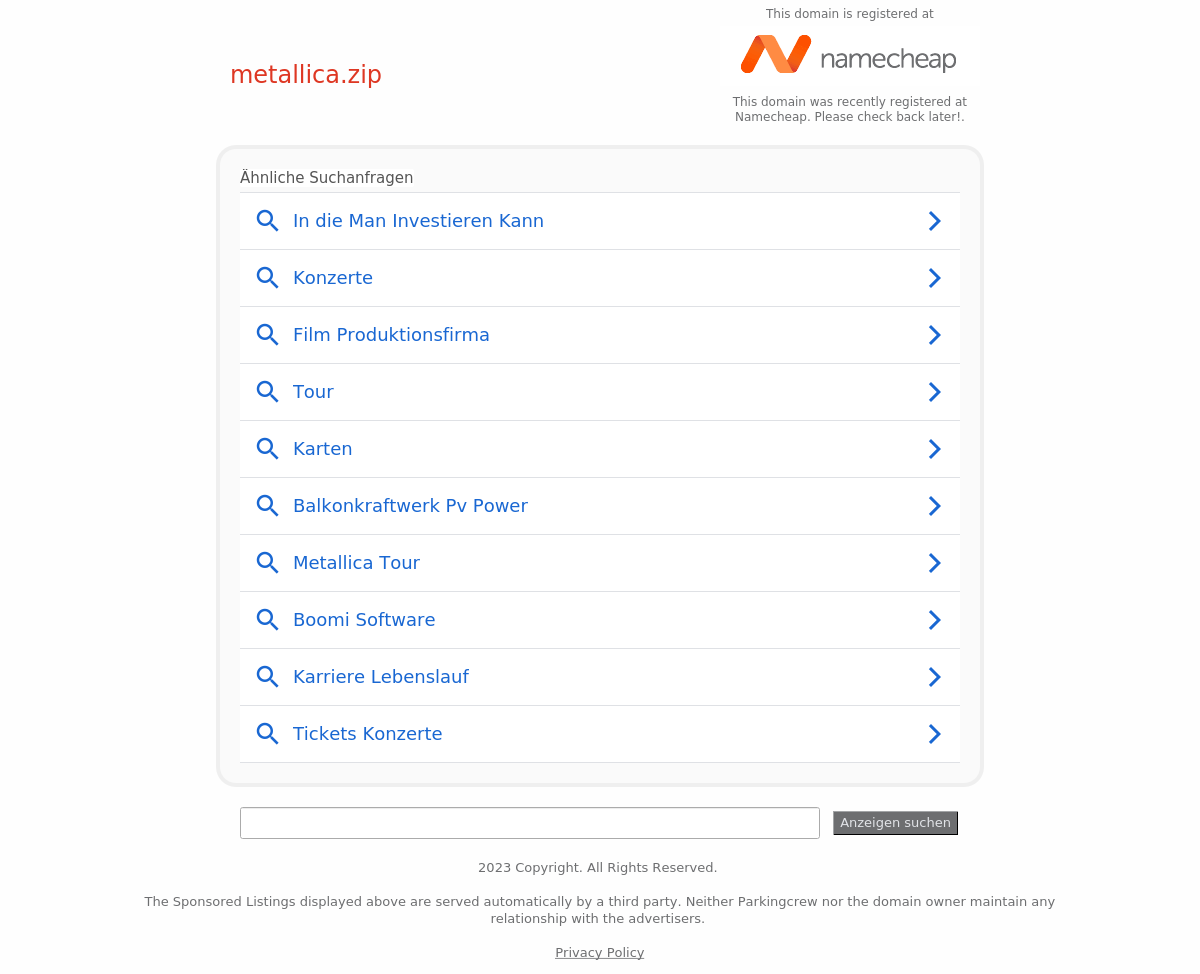 This domain is registered at
namecheap
metallica.zip
This domain was recently registered at
Namecheap. Please check back later!.
Ähnliche Suchanfragen
In die Man Investieren Kann
Konzerte
Film Produktionsfirma
Tour
Karten
Balkonkraftwerk Pv Power
Metallica Tour
Boomi Software
Karriere Lebenslauf
Tickets Konzerte
Anzeigen suchen
2023 Copyright. All Rights Reserved.
The Sponsored Listings displayed above are served automatically by a third party. Neither Parkingcrew nor the domain owner maintain any
relationship with the advertisers.
Privacy Policy